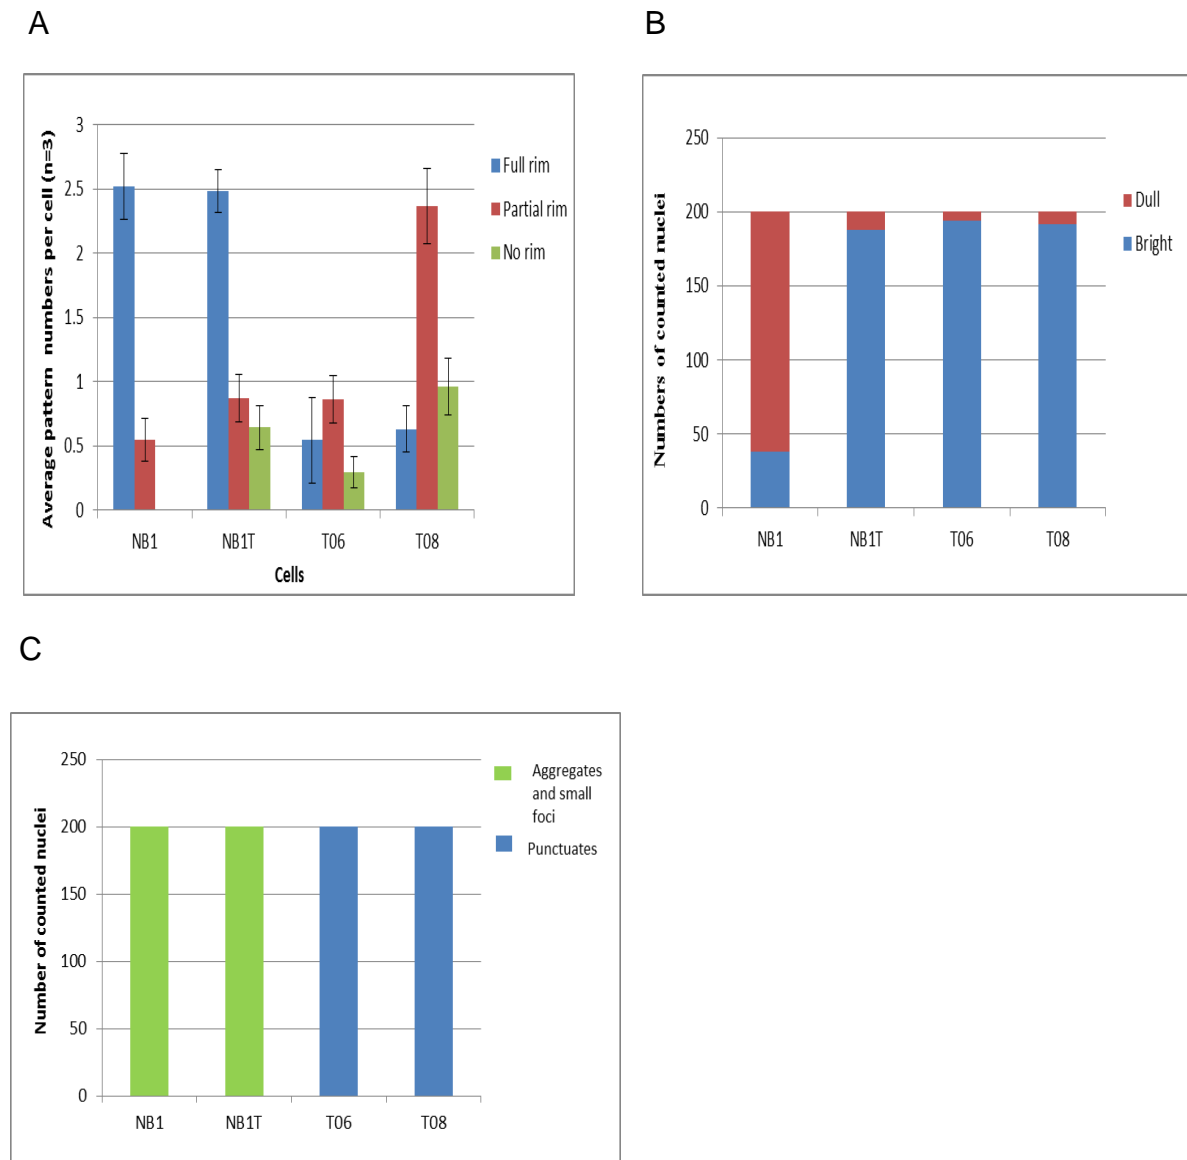 A
Average pattern numbers per cell (n=3)
3
2.5
2
1.5
1
0.5
0
NB1
NB1T
T06
T08
Cells
Full rim
Partial rim
No rim
B
Numbers of counted nuclei
250
200
150
100
50
0
NB1
NB1T
T06
T08
Dull
Bright
C
Number of counted nuclei
250
200
150
100
50
0
NB1
NB1T
T06
T08
Aggregates
and small
foci
Punctuates